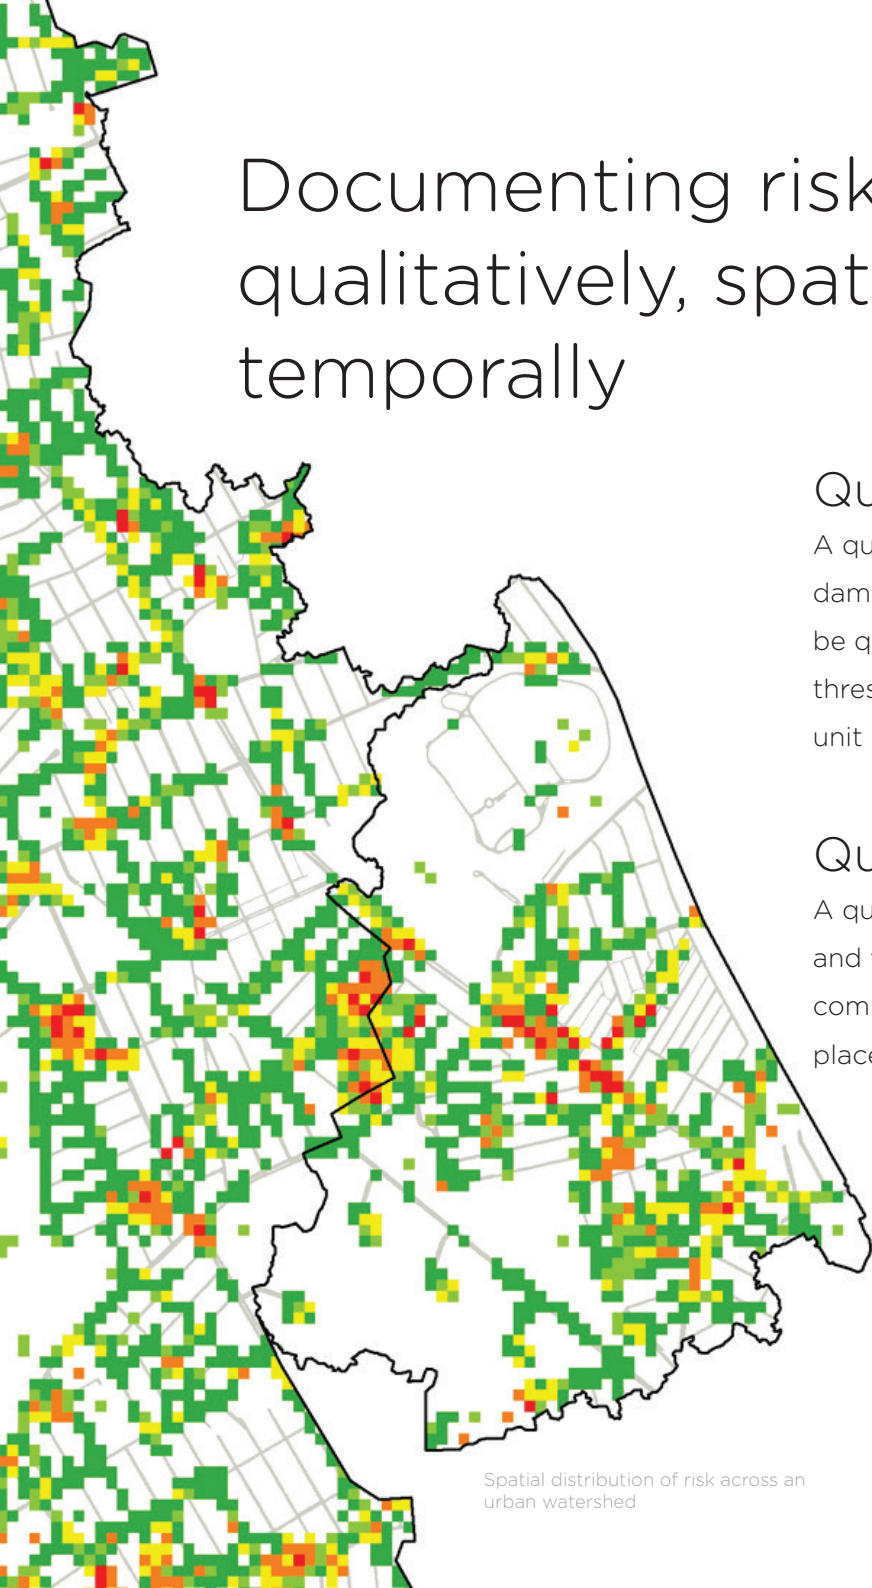 Documenting risk
qualitatively, spat
temporally
Qu
A qu
dam
be q
thres
unit
Qu
A qu
and
com
place
Spatial distribution of risk across an
urban watershed